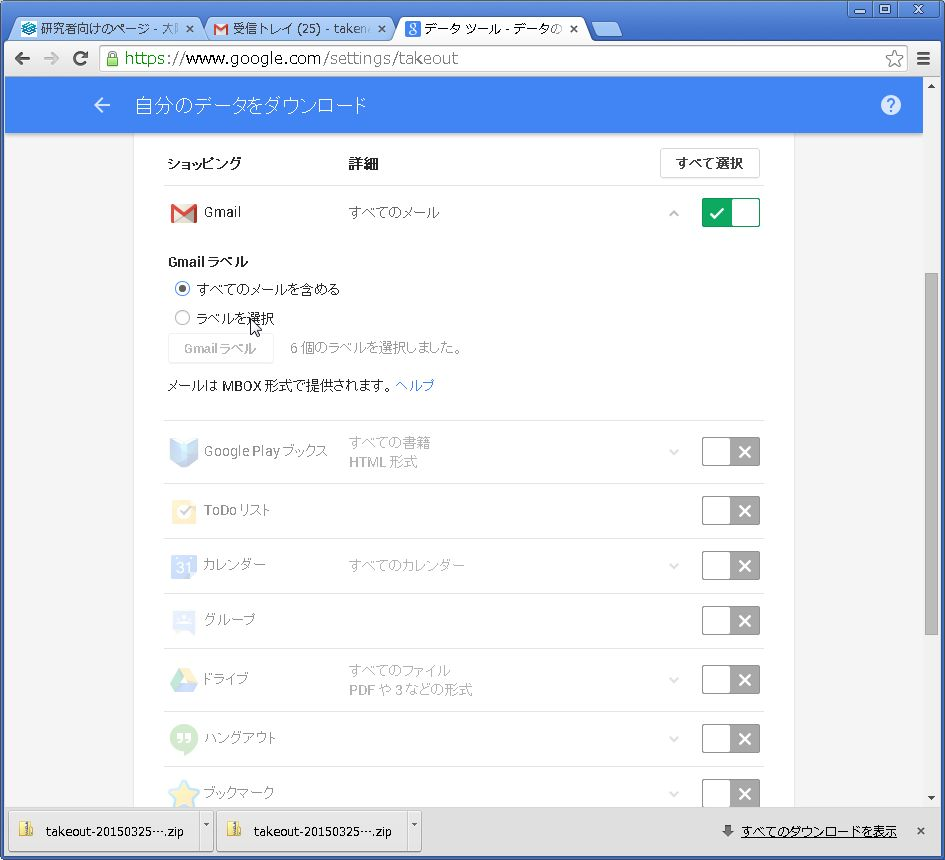 研究者向けのページ - 大
受信トレイ (25) - taken
データ ツール - データの
https://www.google.com/settings/takeout
自分のデータをダウンロード
?
ショッピング 詳細 すべて選択
Gmail すべてのメール
Gmail ラベル
すべてのメールを含める
ラベルを選択
Gmail ラベル 6 個のラベルを選択しました。
メールは MBOX 形式で提供されます。ヘルプ
Google Play ブックス すべての書籍
HTML 形式
ToDo リスト
31 カレンダー すべてのカレンダー
グループ
ドライブ すべてのファイル
PDF や 3 などの形式
ハングアウト
ブックマーク
takeout-20150325-….zip
takeout-20150325-….zip
すべてのダウンロードを表示